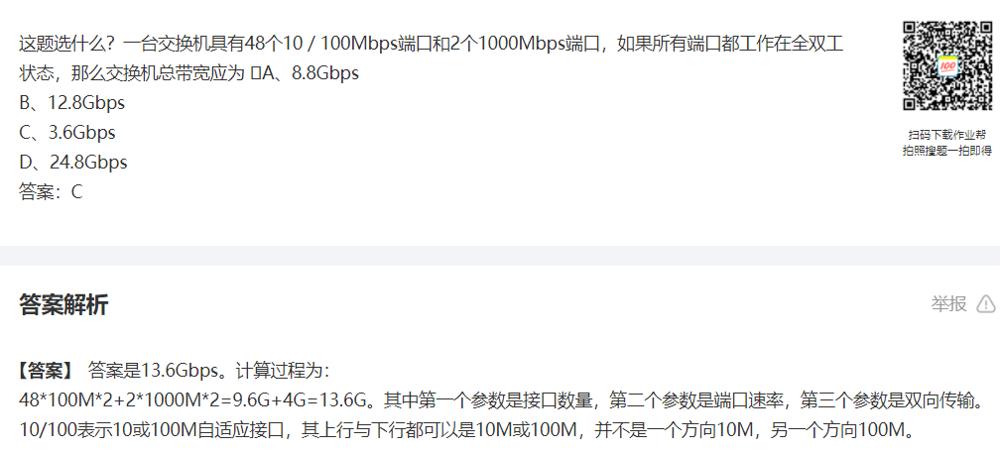 这题选什么？一台交换机具有48个10／100Mbps端口和2个1000Mbps端口，如果所有端口都工作在全双工
状态，那么交换机总带宽应为 A、8.8Gbps
B、12.8Gbps
C、3.6Gbps
D、24.8Gbps
答案：C
100
扫码下载作业帮
拍照搜题一拍即得
答案解析
举报
【答案】 答案是13.6Gbps。计算过程为：
48*100M*2+2*1000M*2=9.6G+4G=13.6G。其中第一个参数是接口数量，第二个参数是端口速率，第三个参数是双向传输。
10/100表示10或100M自适应接口，其上行与下行都可以是10M或100M，并不是一个方向10M，另一个方向100M。